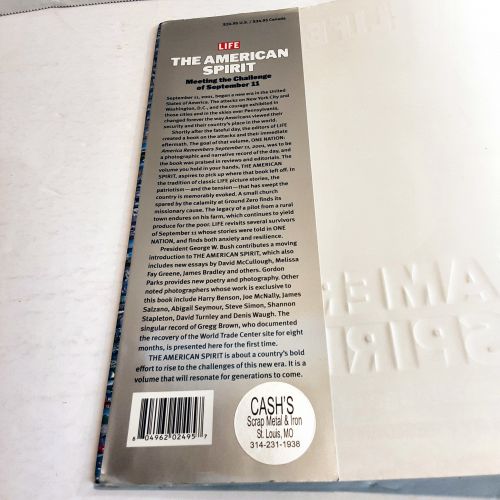 $24.95 U.S. / $34.95 Canada
LIFE
THE AMERICAN
SPIRIT
Meeting the Challenge
of September 11
September 11, 2001, began a new era in the United
States of America. The attacks on New York City and
Washington, D.C., and the courage exhibited in
those cities and in the skies over Pennsylvania,
changed forever the way Americans viewed their
security and their country's place in the world.
Shortly after the fateful day, the editors of LIFE
created a book on the attacks and their immediate
aftermath. The goal of that volume, ONE NATION:
America Remembers September 11, 2001, was to be
a photographic and narrative record of the day, and
the book was praised in reviews and editorials. The
volume you hold in your hands, THE AMERICAN
SPIRIT, aspires to pick up where that book left off. In
the tradition of classic LIFE picture stories, the
patriotism—and the tension—that has swept the
country is memorably evoked. A small church
spared by the calamity at Ground Zero finds its
missionary cause. The legacy of a pilot from a rural
town endures on his farm, which continues to yield
produce for the poor. LIFE revisits several survivors
of September 11 whose stories were told in ONE
NATION, and finds both anxiety and resilience.
President George W. Bush contributes a moving
introduction to THE AMERICAN SPIRIT, which also
includes new essays by David McCullough, Melissa
Fay Greene, James Bradley and others. Gordon
Parks provides new poetry and photography. Other
noted photographers whose work is exclusive to
this book include Harry Benson, Joe McNally, James
Salzano, Abigail Seymour, Steve Simon, Shannon
Stapleton, David Turnley and Denis Waugh. The
singular record of Gregg Brown, who documented
the recovery of the World Trade Center site for eight
months, is presented here for the first time.
THE AMERICAN SPIRIT is about a country's bold
effort to rise to the challenges of this new era. It is a
volume that will resonate for generations to come.
6 04962 02495 7
CASH'S
Scrap Metal & Iron
St. Louis, MO
314-231-1938
LIFE
AMER
SPIR